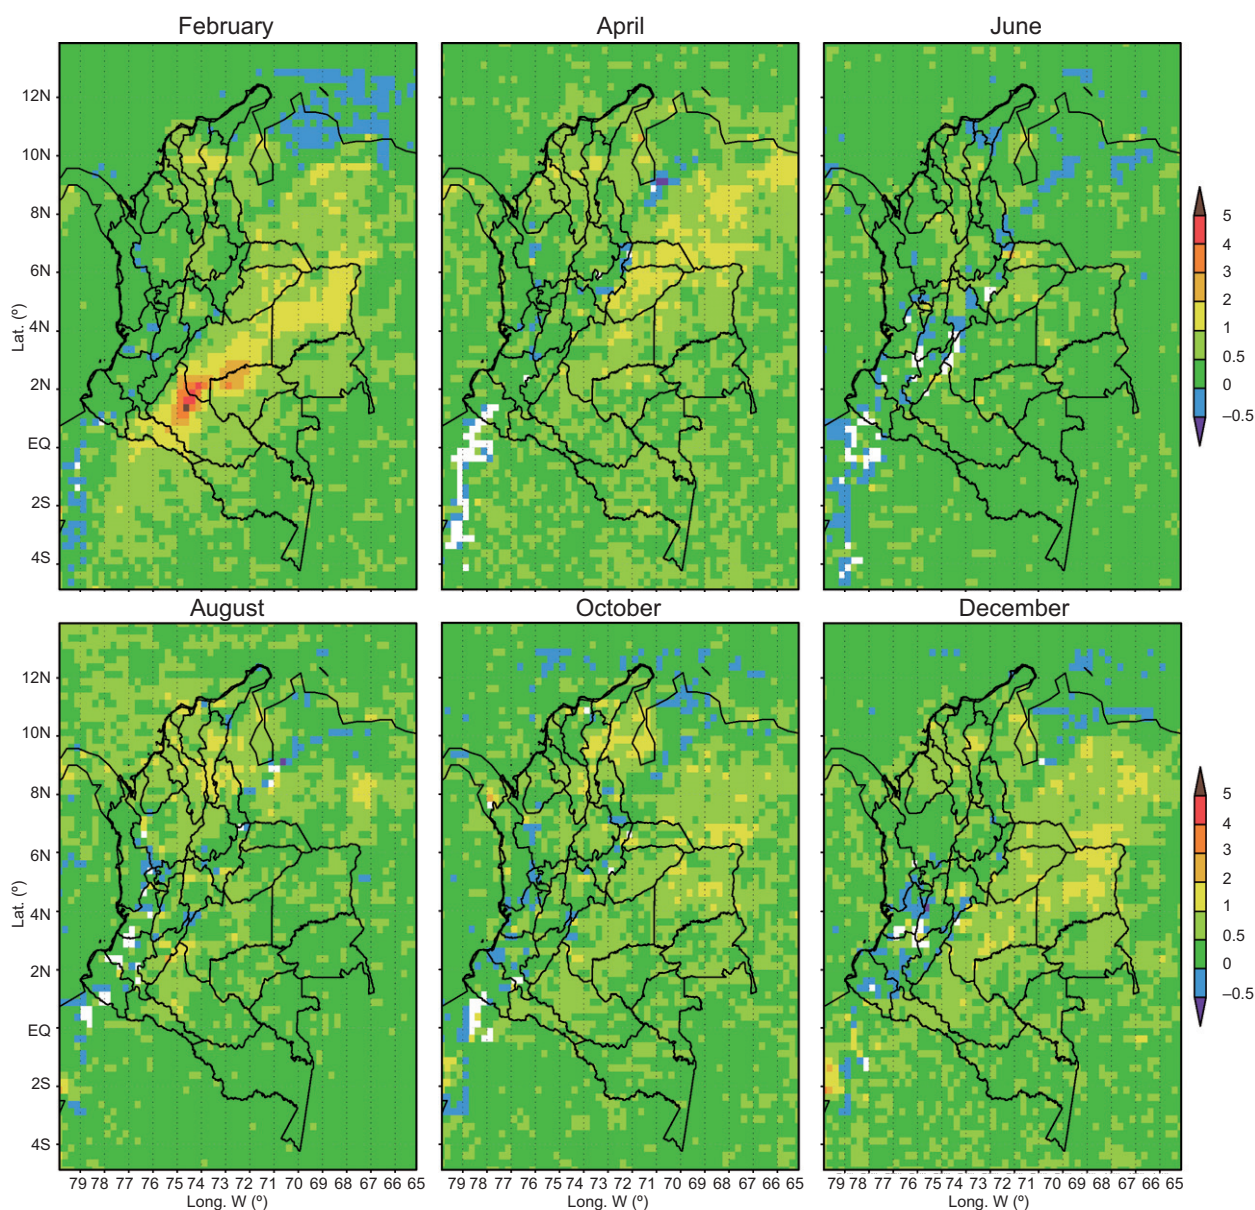 February April June
12N
10N
8N
6N
4N
2N
EQ
2S
4S
Lat. (º)
5
4
3
2
1
0.5
0
–0.5
August October December
12N
10N
8N
6N
4N
2N
EQ
2S
4S
Lat. (º)
5
4
3
2
1
0.5
0
–0.5
79 78 77 76 75 74 73 72 71 70 69 68 67 66 65 79 78 77 76 75 74 73 72 71 70 69 68 67 66 65 79 78 77 76 75 74 73 72 71 70 69 68 67 66 65
Long. W (º) Long. W (º) Long. W (º)